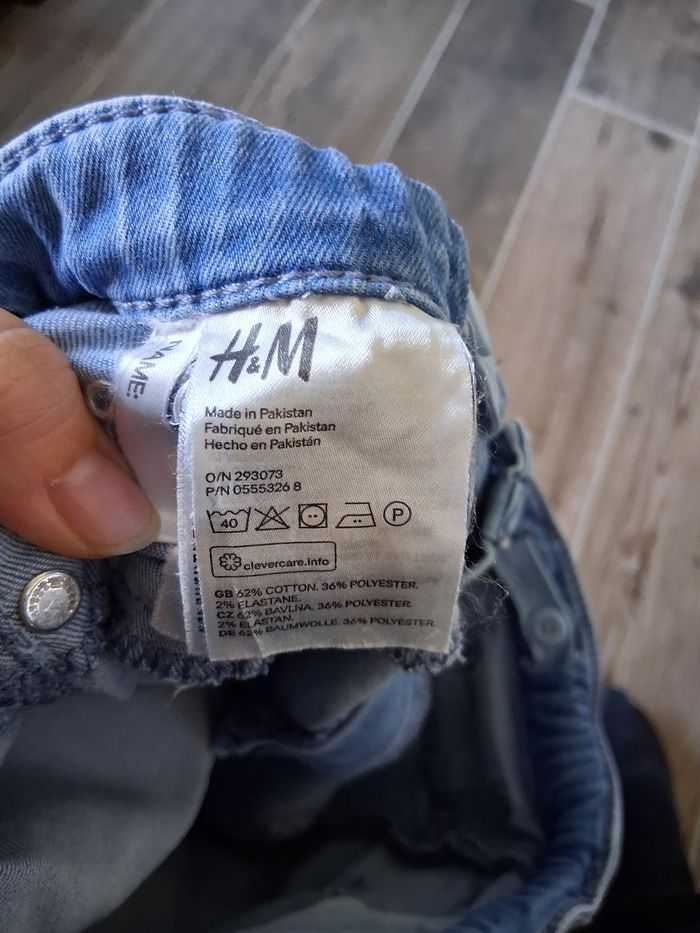 NAME:
H&M
Made in Pakistan
Fabriqué en Pakistan
Hecho en Pakistán
O/N 293073
P/N 0555326 8
40 P
clevercare.info
GB 62% COTTON. 36% POLYESTER.
2% ELASTANE.
CZ 62% BAVLNA. 36% POLYESTER.
2% ELASTAN.
DE 62% BAUMWOLLE. 36% POLYESTER.